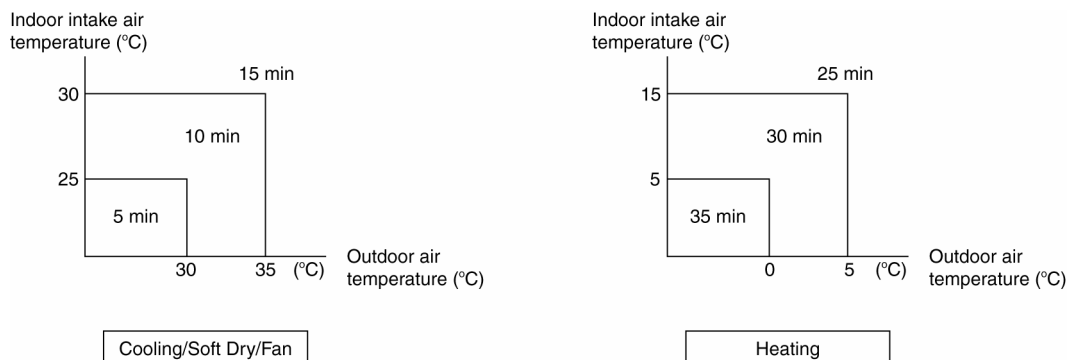 Indoor intake air
temperature (°C)
15 min
30
10 min
25
5 min
30
35
(°C)
Outdoor air
temperature (°C)
Cooling/Soft Dry/Fan
Indoor intake air
temperature (°C)
25 min
15
30 min
5
35 min
0
5
(°C)
Outdoor air
temperature (°C)
Heating